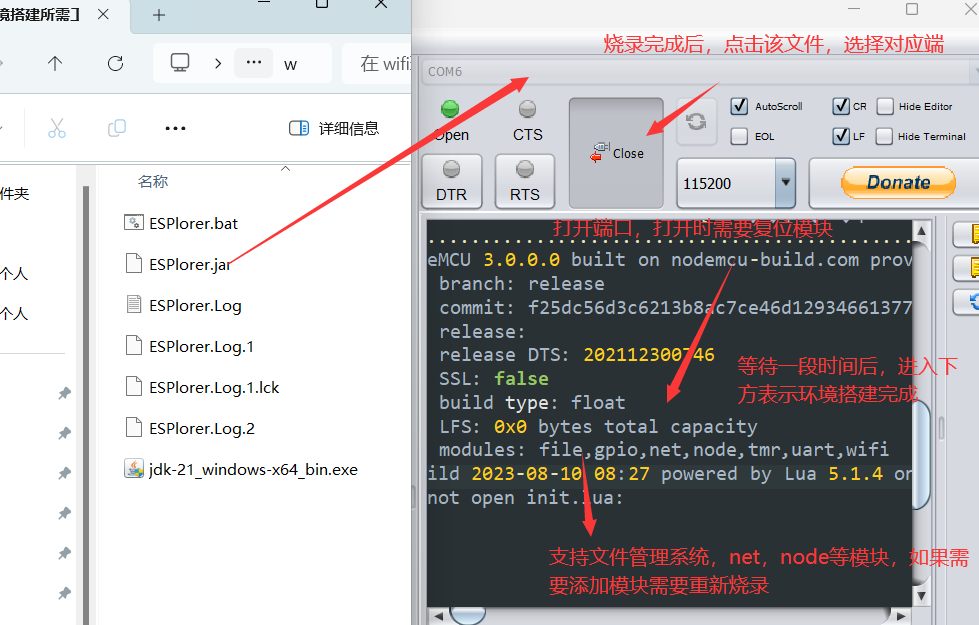 境搭建所需工
w
在 wifi
详细信息
名称
件夹
个人
个人
ESPlorer.bat
ESPlorer.jar
ESPlorer.Log
ESPlorer.Log.1
ESPlorer.Log.1.lck
ESPlorer.Log.2
jdk-21_windows-x64_bin.exe
烧录完成后，点击该文件，选择对应端
COM6
Open
CTS
Close
AutoScroll
CR
Hide Editor
EOL
LF
Hide Terminal
DTR
RTS
115200
Donate
打开端口，打开时需要复位模块
eMCU 3.0.0.0 built on nodemcu-build.com prov
branch: release
commit: f25dc56d3c6213b8ac7ce46d129346613777
release:
release DTS: 202112300746
SSL: false
build type: float
LFS: 0x0 bytes total capacity
modules: file,gpio,net,node,tmr,uart,wifi
ild 2023-08-10 08:27 powered by Lua 5.1.4 on
not open init.lua:
等待一段时间后，进入下
方表示环境搭建完成
支持文件管理系统，net，node等模块，如果需
要添加模块需要重新烧录